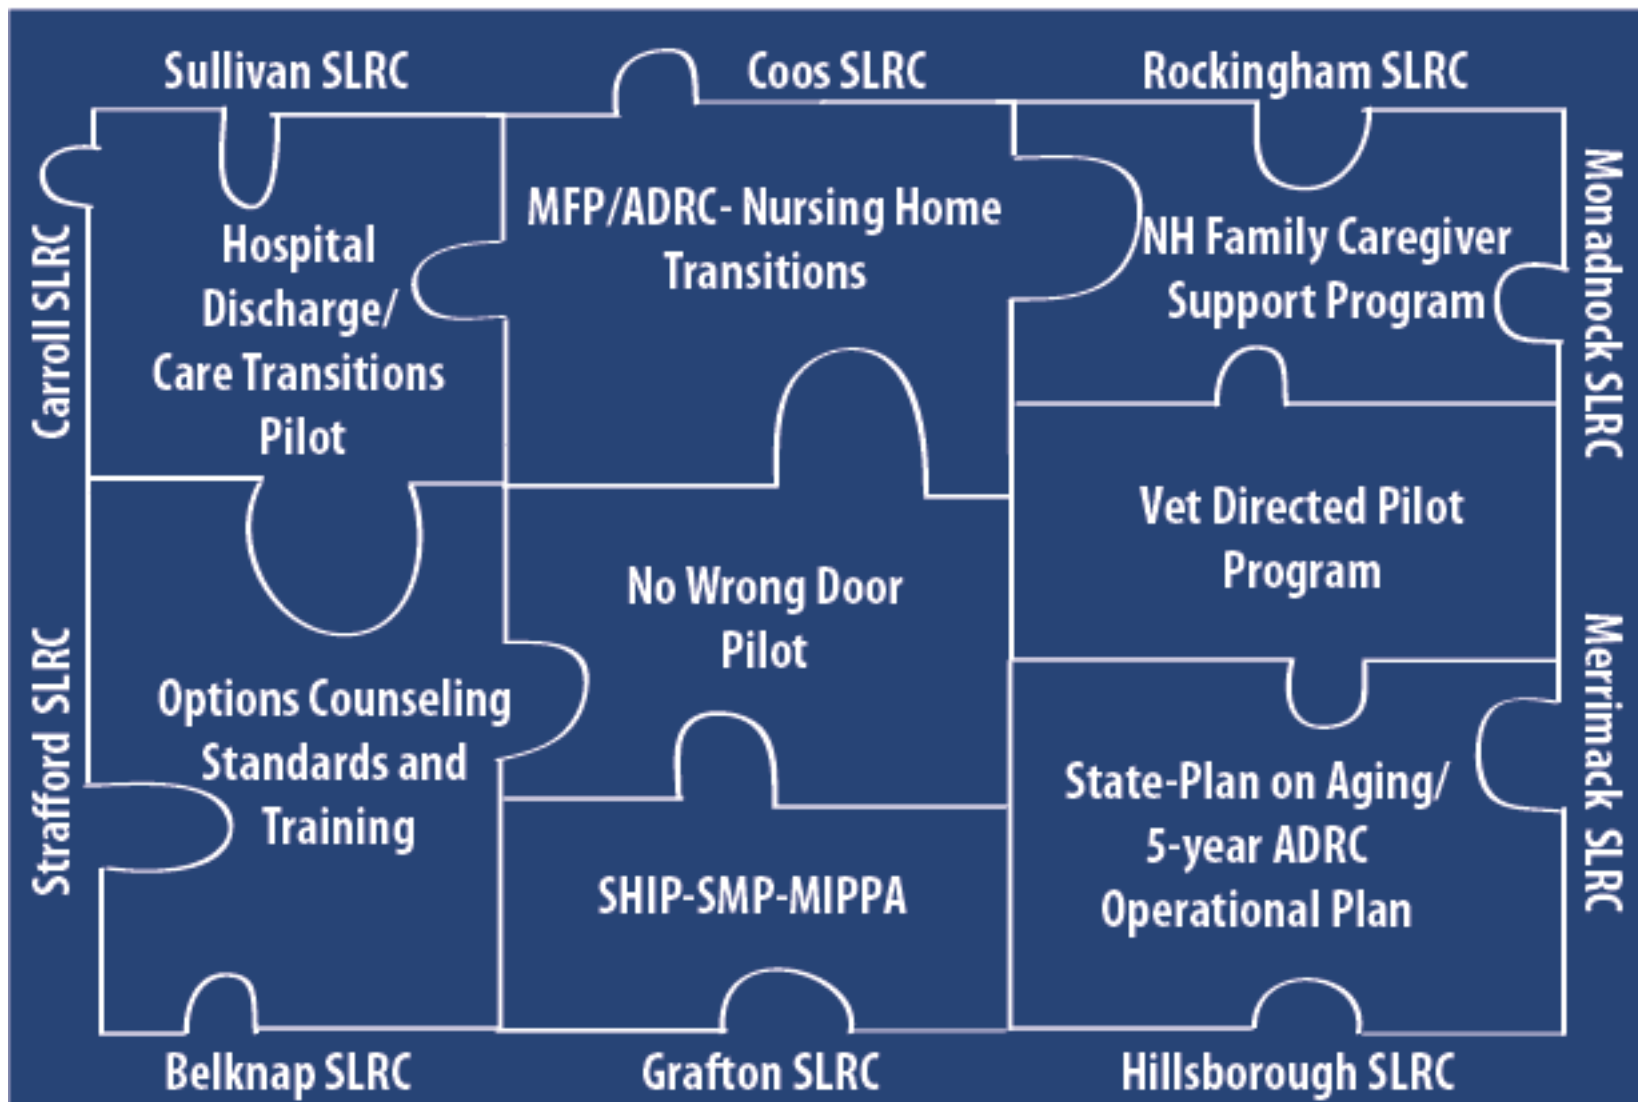 Sullivan SLRC
Coos SLRC
Rockingham SLRC
Carroll SLRC
Strafford SLRC
Hospital
Discharge/
Care Transitions
Pilot
MFP/ADRC- Nursing Home
Transitions
NH Family Caregiver
Support Program
Monadnock SLRC
Vet Directed Pilot
Program
No Wrong Door
Pilot
Options Counseling
Standards and
Training
SHIP-SMP-MIPPA
State-Plan on Aging/
5-year ADRC
Operational Plan
Merrimack SLRC
Belknap SLRC
Grafton SLRC
Hillsborough SLRC